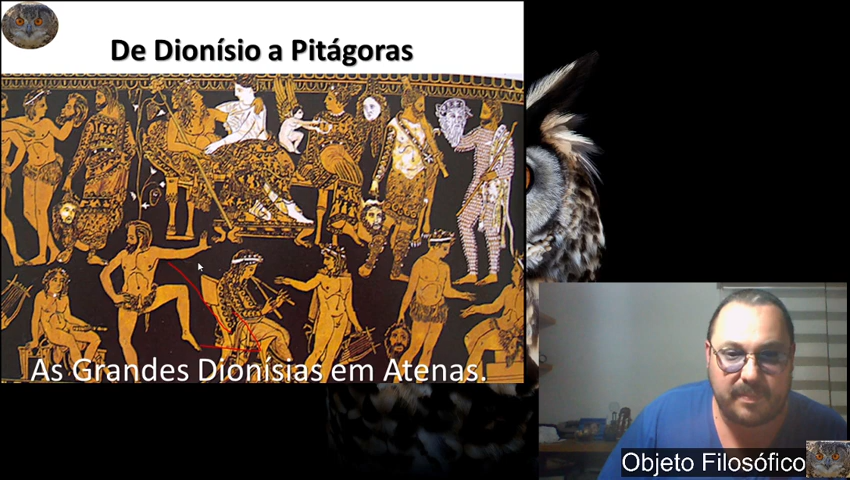 De Dionísio a Pitágoras
As Grandes Dionísias em Atenas.
Objeto Filosófico